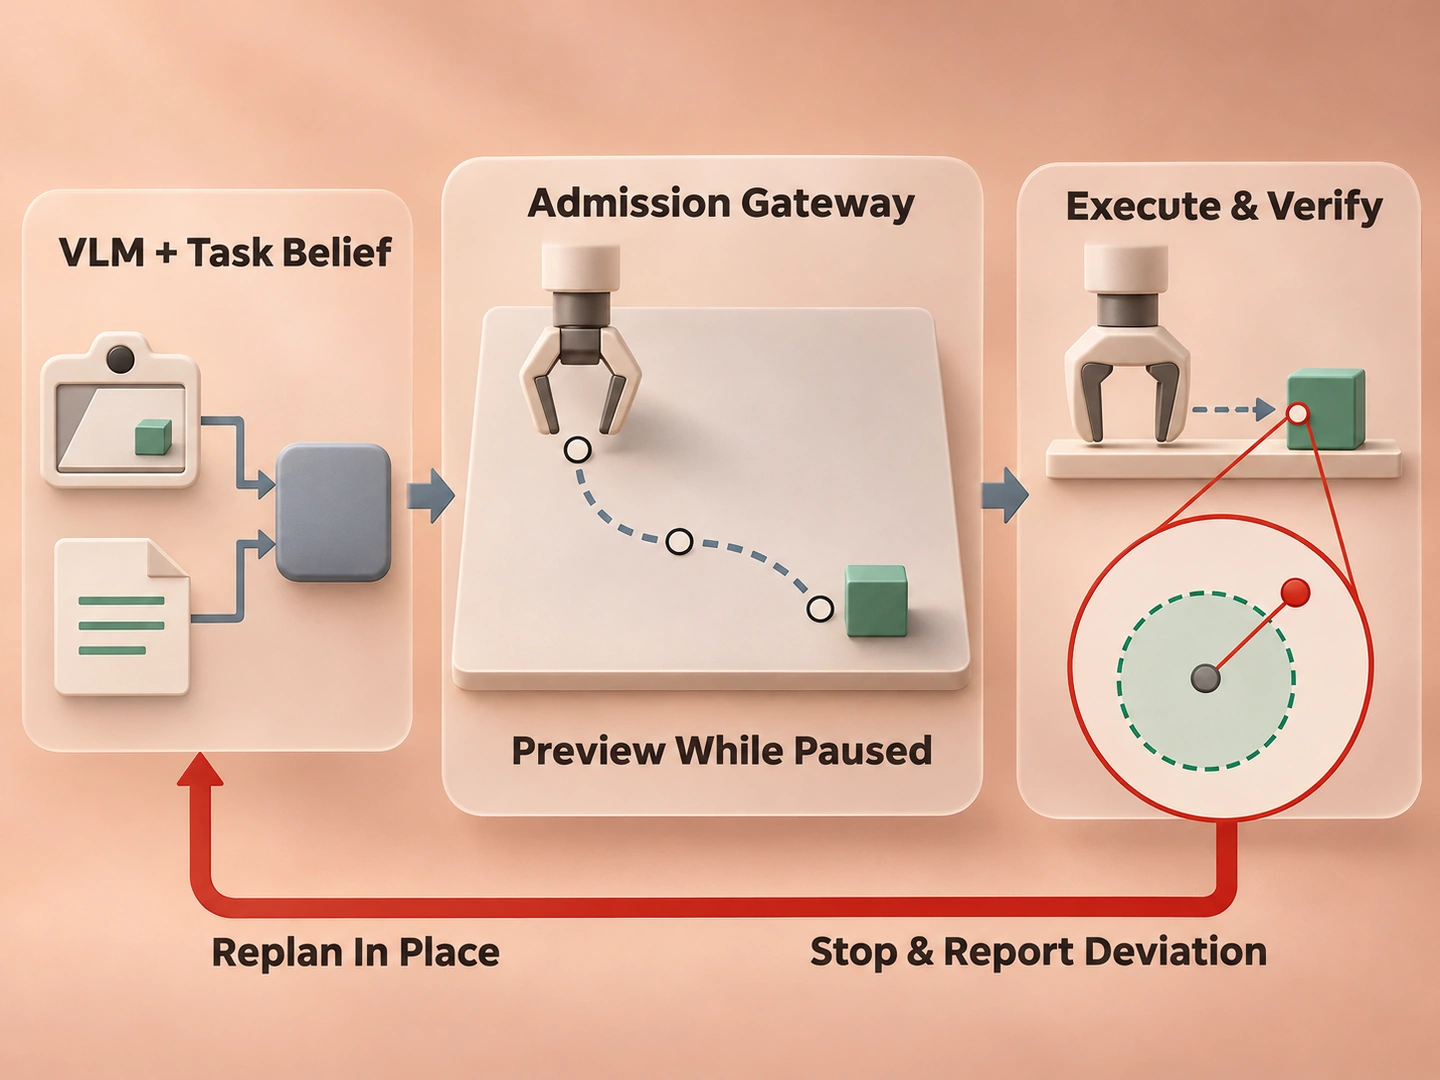 VLM + Task Belief
Admission Gateway
Execute & Verify
Preview While Paused
Replan In Place
Stop & Report Deviation